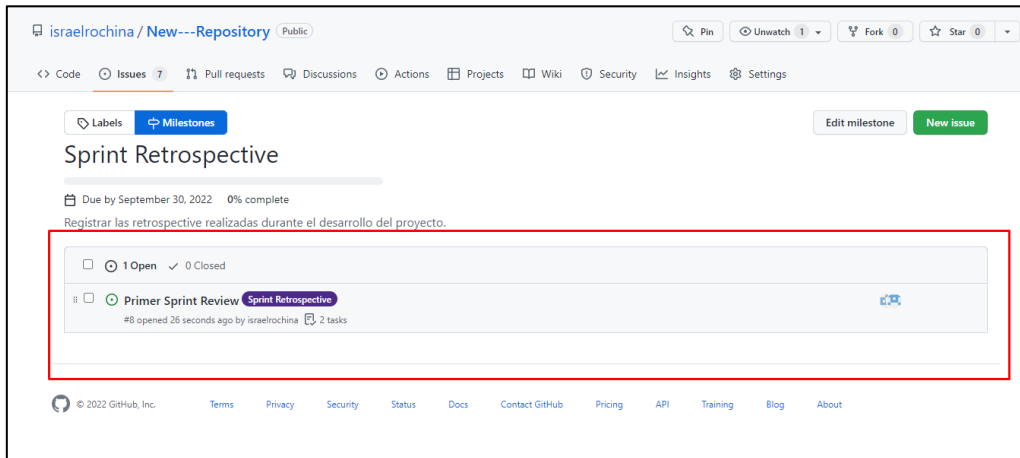 israelrochina / New---Repository Public
Pin Unwatch 1 Fork 0 Star 0
Code Issues 7 Pull requests Discussions Actions Projects Wiki Security Insights Settings
Labels Milestones Edit milestone New issue
Sprint Retrospective
Due by September 30, 2022 0% complete
Registrar las retrospective realizadas durante el desarrollo del proyecto.
1 Open 0 Closed
Primer Sprint Review Sprint Retrospective
#8 opened 26 seconds ago by israelrochina 2 tasks
© 2022 GitHub, Inc. Terms Privacy Security Status Docs Contact GitHub Pricing API Training Blog About